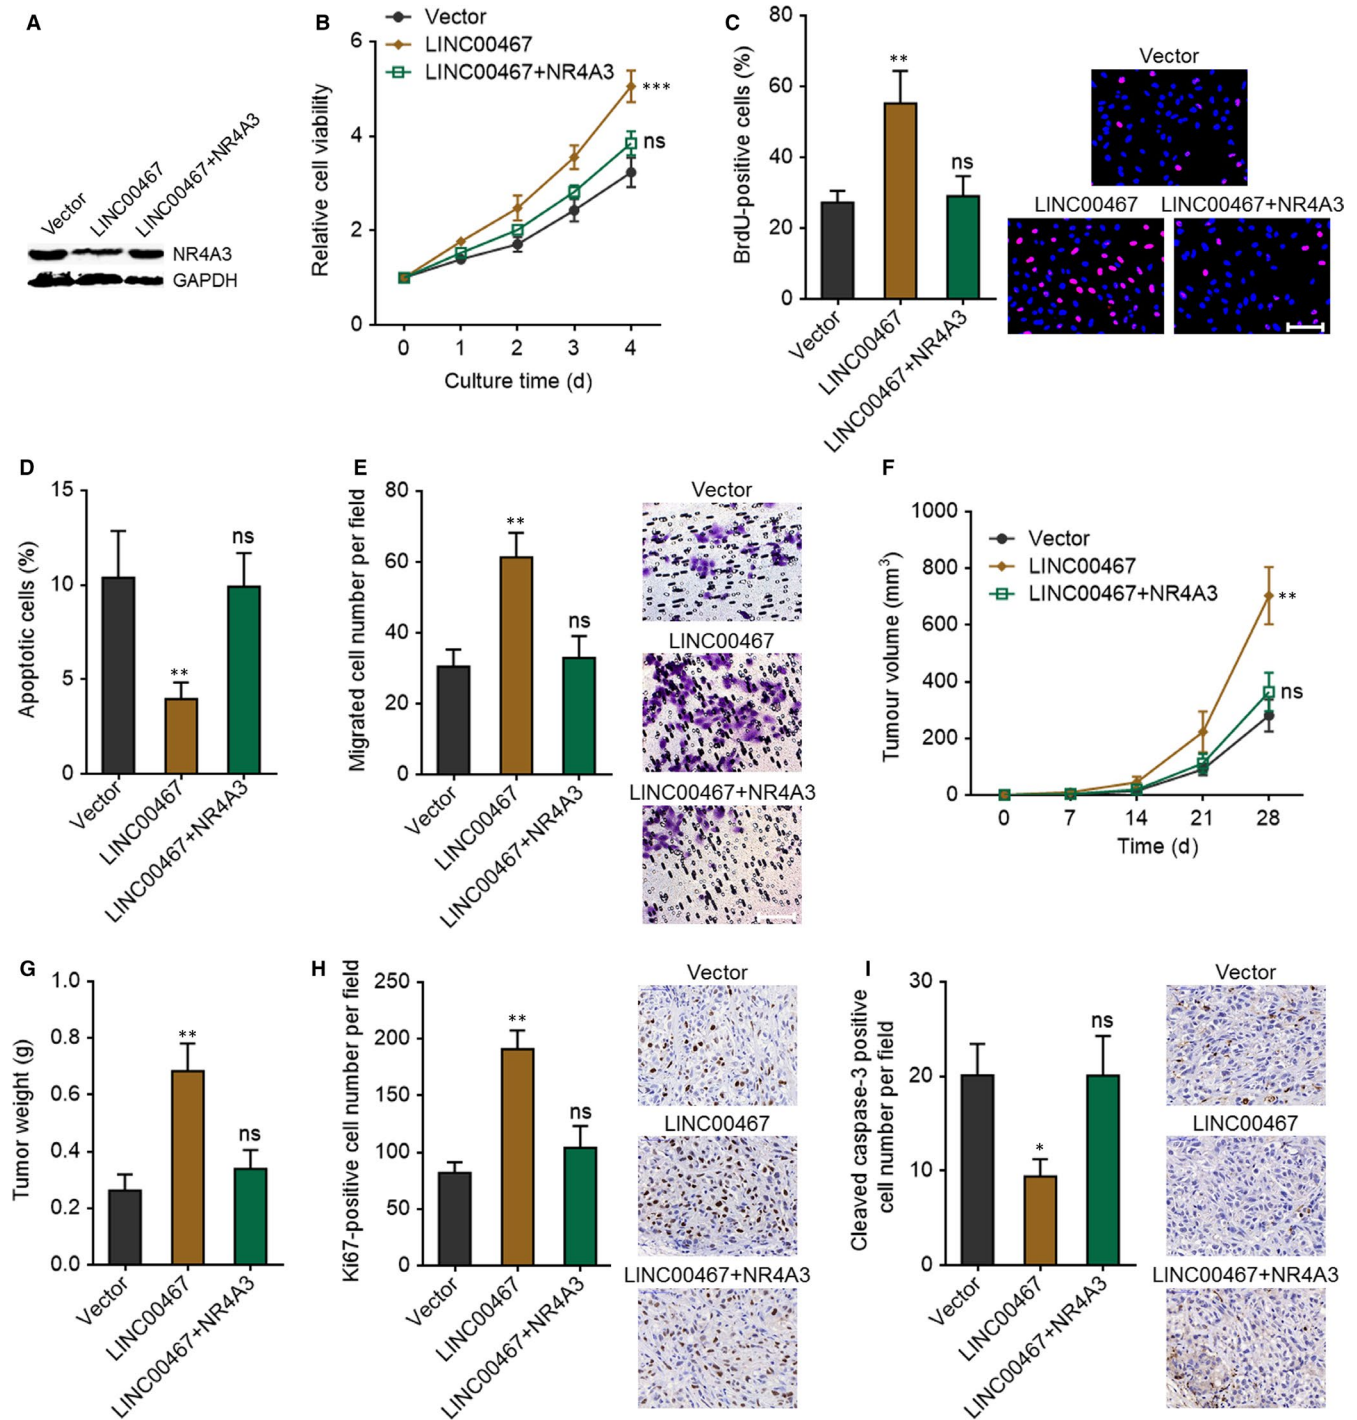 A
Vector
LINC00467
LINC00467+NR4A3
NR4A3
GAPDH
B
Vector
LINC00467
LINC00467+NR4A3
Relative cell viability
6
4
2
0
***
ns
0 1 2 3 4
Culture time (d)
C
BrdU-positive cells (%)
80
60
40
20
0
**
ns
Vector
LINC00467
LINC00467+NR4A3
Vector
LINC00467 LINC00467+NR4A3
D
Apoptotic cells (%)
15
10
5
0
**
ns
Vector
LINC00467
LINC00467+NR4A3
E
Migrated cell number per field
80
60
40
20
0
**
ns
Vector
LINC00467
LINC00467+NR4A3
Vector
LINC00467
LINC00467+NR4A3
F
Tumour volume (mm³)
1000
800
600
400
200
0
Vector
LINC00467
LINC00467+NR4A3
**
ns
0 7 14 21 28
Time (d)
G
Tumor weight (g)
1.0
0.8
0.6
0.4
0.2
0.0
**
ns
Vector
LINC00467
LINC00467+NR4A3
H
Ki67-positive cell number per field
250
200
150
100
50
0
**
ns
Vector
LINC00467
LINC00467+NR4A3
Vector
LINC00467
LINC00467+NR4A3
I
Cleaved caspase-3 positive
cell number per field
30
20
10
0
*
ns
Vector
LINC00467
LINC00467+NR4A3
Vector
LINC00467
LINC00467+NR4A3